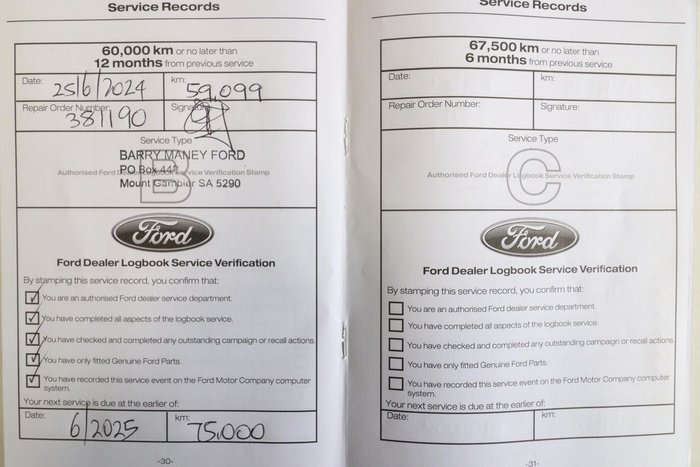 Service Records
60,000 km or no later than
12 months from previous service
Date: 25/6/2024 km: 59,099
Repair Order Number: 381190 Signature:
Service Type
B
Authorised Ford Dealer Logbook Service Verification Stamp
BARRY MANEY FORD
PO Box 442
Mount Gambier SA 5290
Ford
Ford Dealer Logbook Service Verification
By stamping this service record, you confirm that:
You are an authorised Ford dealer service department.
You have completed all aspects of the logbook service.
You have checked and completed any outstanding campaign or recall actions.
You have only fitted Genuine Ford Parts.
You have recorded this service event on the Ford Motor Company computer
system.
Your next service is due at the earlier of:
Date: 6/2025 km: 75,000
-30-
Service Records
67,500 km or no later than
6 months from previous service
Date: km:
Repair Order Number: Signature:
Service Type
C
Authorised Ford Dealer Logbook Service Verification Stamp
Ford
Ford Dealer Logbook Service Verification
By stamping this service record, you confirm that:
You are an authorised Ford dealer service department.
You have completed all aspects of the logbook service.
You have checked and completed any outstanding campaign or recall actions.
You have only fitted Genuine Ford Parts.
You have recorded this service event on the Ford Motor Company computer
system.
Your next service is due at the earlier of:
Date: km:
-31-